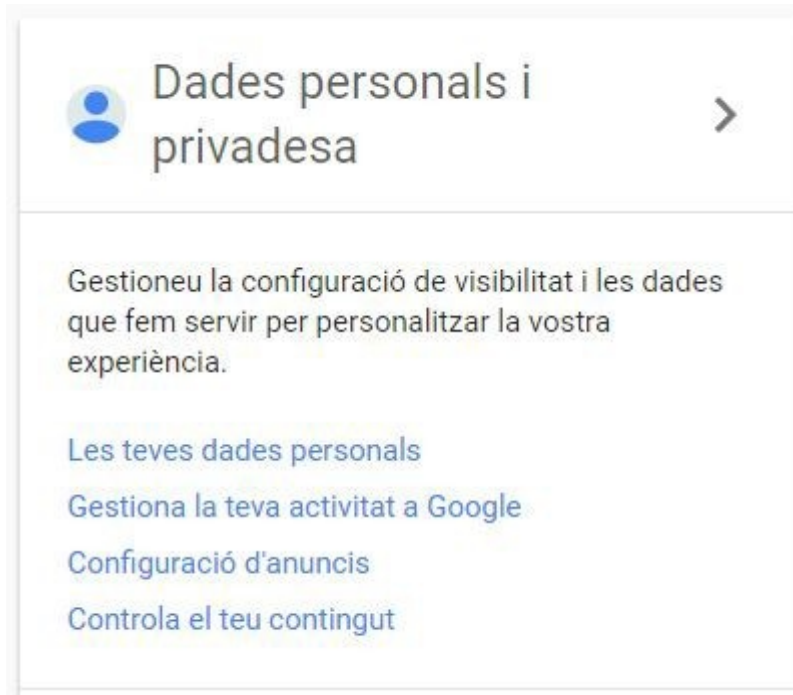 Dades personals i
privadesa
Gestioneu la configuració de visibilitat i les dades
que fem servir per personalitzar la vostra
experiència.
Les teves dades personals
Gestiona la teva activitat a Google
Configuració d'anuncis
Controla el teu contingut